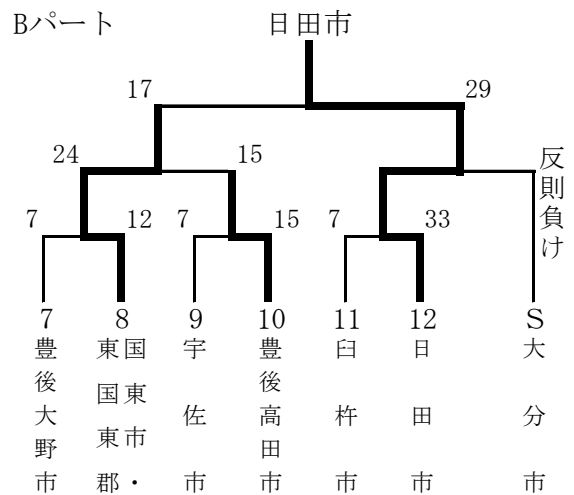 Bパート
日田市
17
29
24
15
反則負け
7
12
7
15
7
33
7
8
9
10
11
12
S
豊後大野市
国東市・
東国東郡
宇佐市
豊後高田市
臼杵市
日田市
大分市